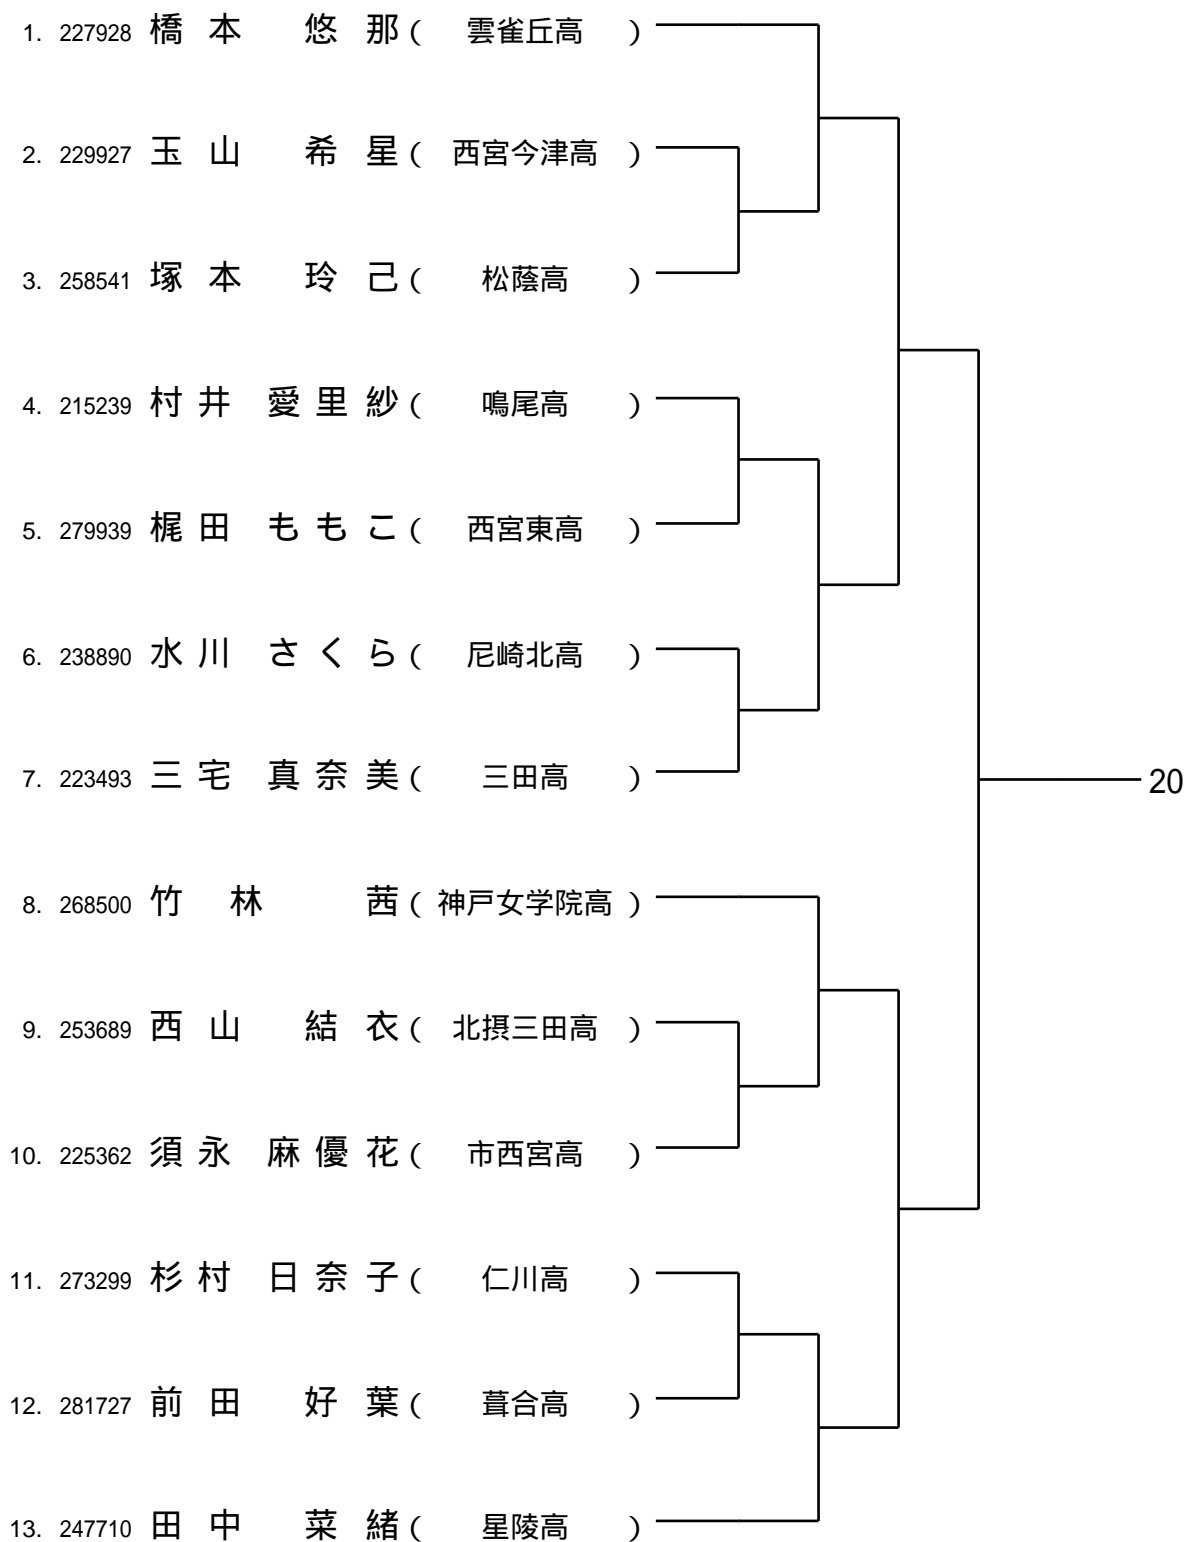 1. 227928 橋本 悠那 ( 雲雀丘高 )
2. 229927 玉山 希星 ( 西宮今津高 )
3. 258541 塚本 玲己 ( 松蔭高 )
4. 215239 村井 愛里紗 ( 鳴尾高 )
5. 279939 梶田 ももこ ( 西宮東高 )
6. 238890 水川 さくら ( 尼崎北高 )
7. 223493 三宅 真奈美 ( 三田高 )
20
8. 268500 竹林 茜 ( 神戸女学院高 )
9. 253689 西山 結衣 ( 北摂三田高 )
10. 225362 須永 麻優花 ( 市西宮高 )
11. 273299 杉村 日奈子 ( 仁川高 )
12. 281727 前田 好葉 ( 葺合高 )
13. 247710 田中 菜緒 ( 星陵高 )